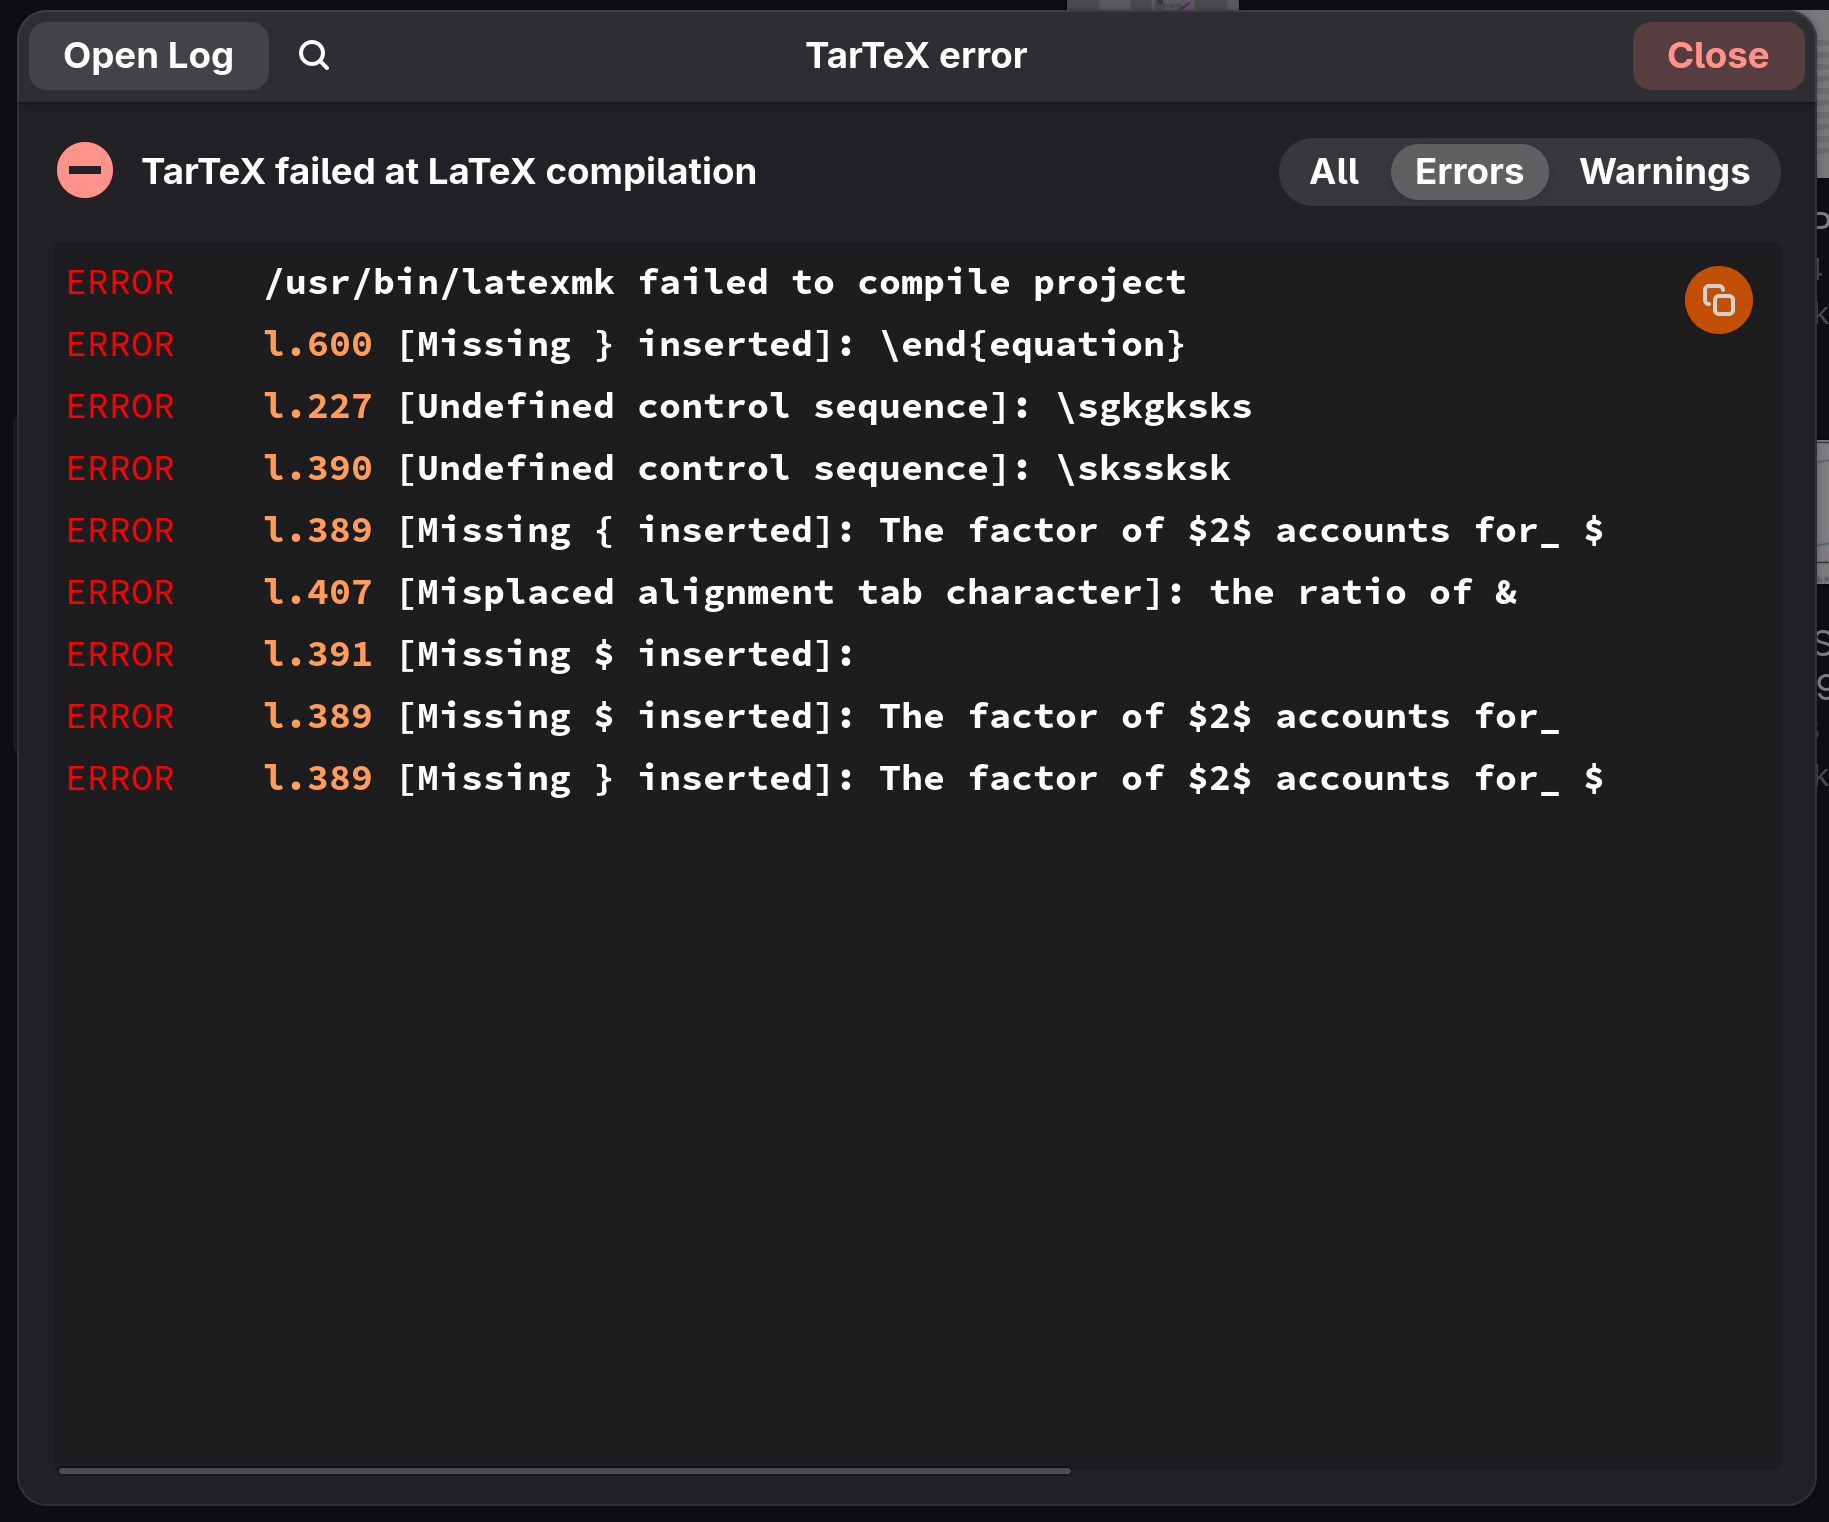 Open Log TarTeX error Close
TarTeX failed at LaTeX compilation All Errors Warnings
ERROR /usr/bin/latexmk failed to compile project
ERROR l.600 [Missing } inserted]: \end{equation}
ERROR l.227 [Undefined control sequence]: \sgkgksks
ERROR l.390 [Undefined control sequence]: \skssksk
ERROR l.389 [Missing { inserted]: The factor of $2$ accounts for_ $
ERROR l.407 [Misplaced alignment tab character]: the ratio of &
ERROR l.391 [Missing $ inserted]:
ERROR l.389 [Missing $ inserted]: The factor of $2$ accounts for_
ERROR l.389 [Missing } inserted]: The factor of $2$ accounts for_ $